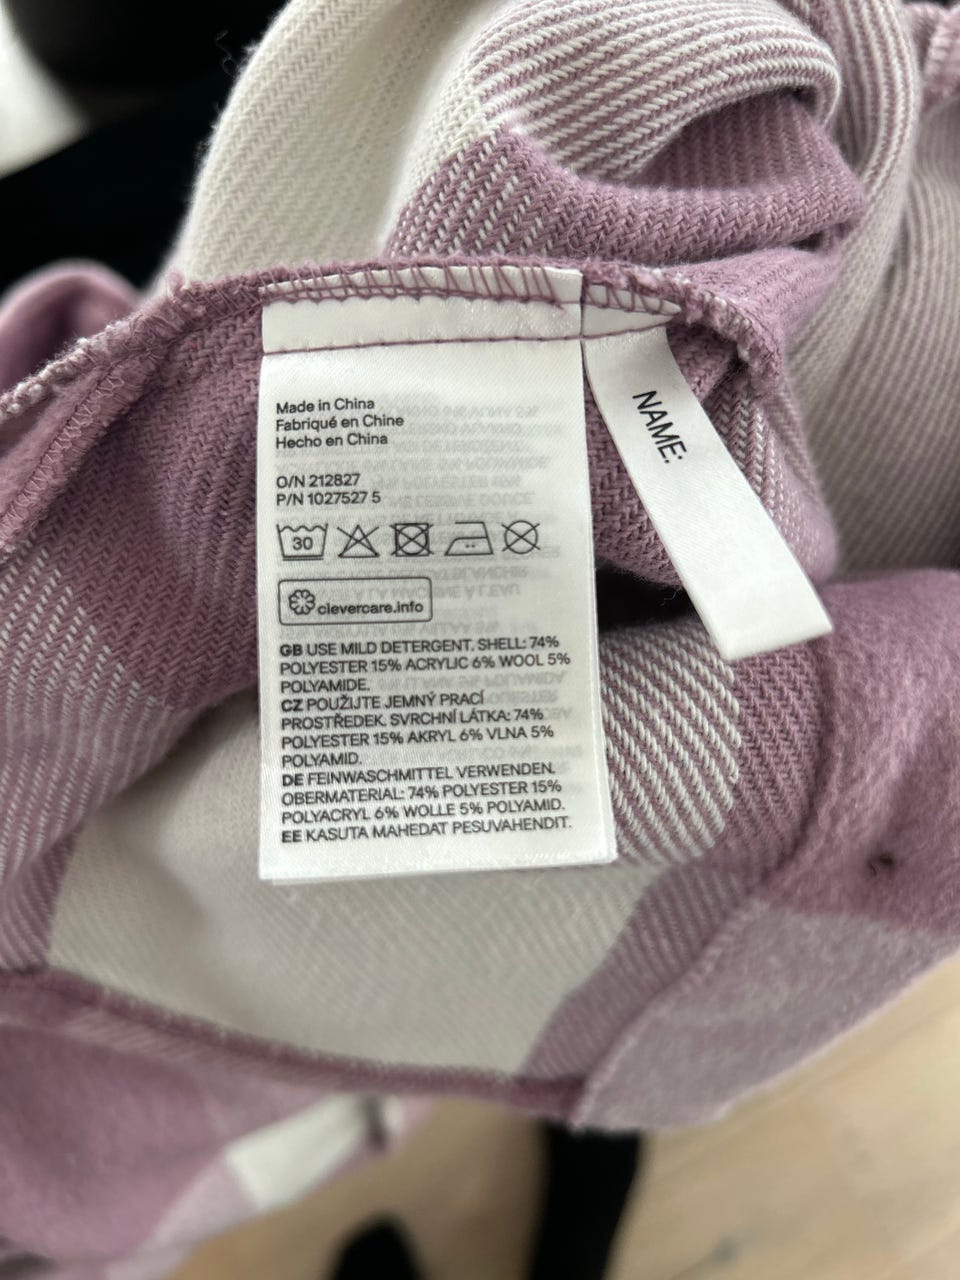 Made in China
Fabriqué en Chine
Hecho en China
O/N 212827
P/N 1027527 5
30
clevercare.info
GB USE MILD DETERGENT. SHELL: 74%
POLYESTER 15% ACRYLIC 6% WOOL 5%
POLYAMIDE.
CZ POUŽIJTE JEMNÝ PRACÍ
PROSTŘEDEK. SVRCHNÍ LÁTKA: 74%
POLYESTER 15% AKRYL 6% VLNA 5%
POLYAMID.
DE FEINWASCHMITTEL VERWENDEN.
OBERMATERIAL: 74% POLYESTER 15%
POLYACRYL 6% WOLLE 5% POLYAMID.
EE KASUTA MAHEDAT PESUVAHENDIT.
NAME: